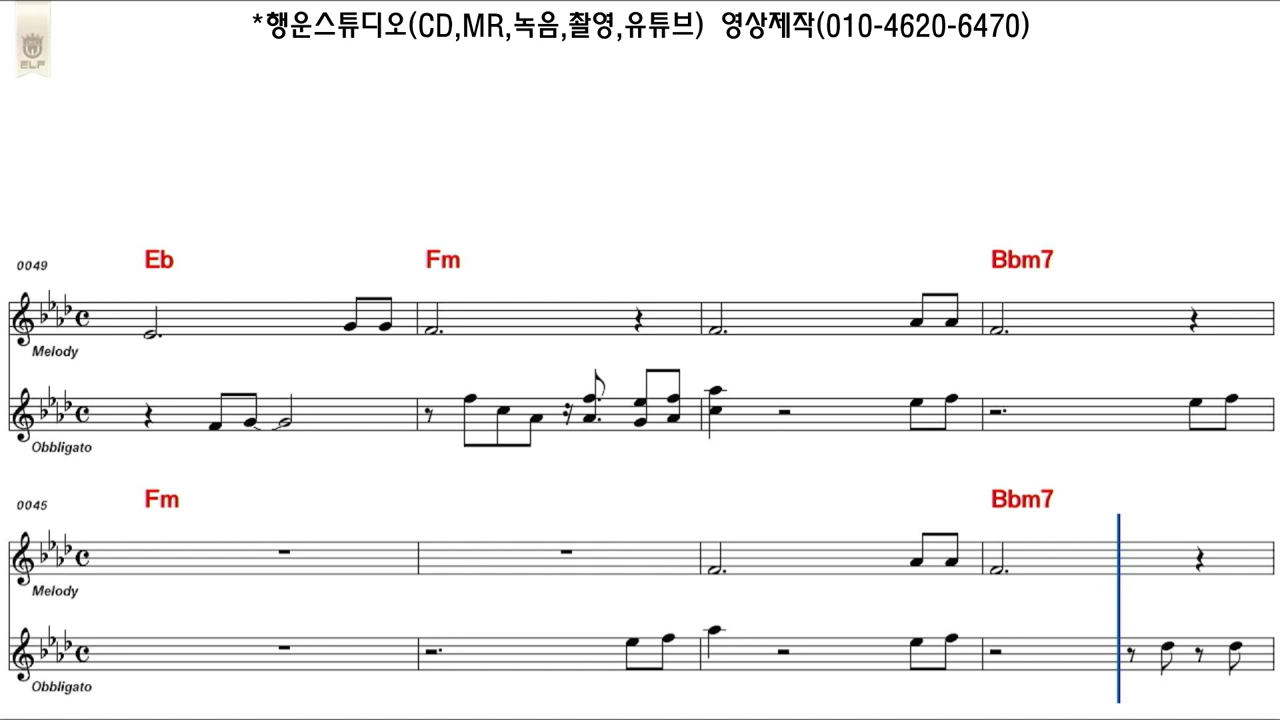 *행운스튜디오(CD,MR,녹음,촬영,유튜브) 영상제작(010-4620-6470)
ELF
0049 Eb Fm Bbm7
Melody
Obbligato
0045 Fm Bbm7
Melody
Obbligato